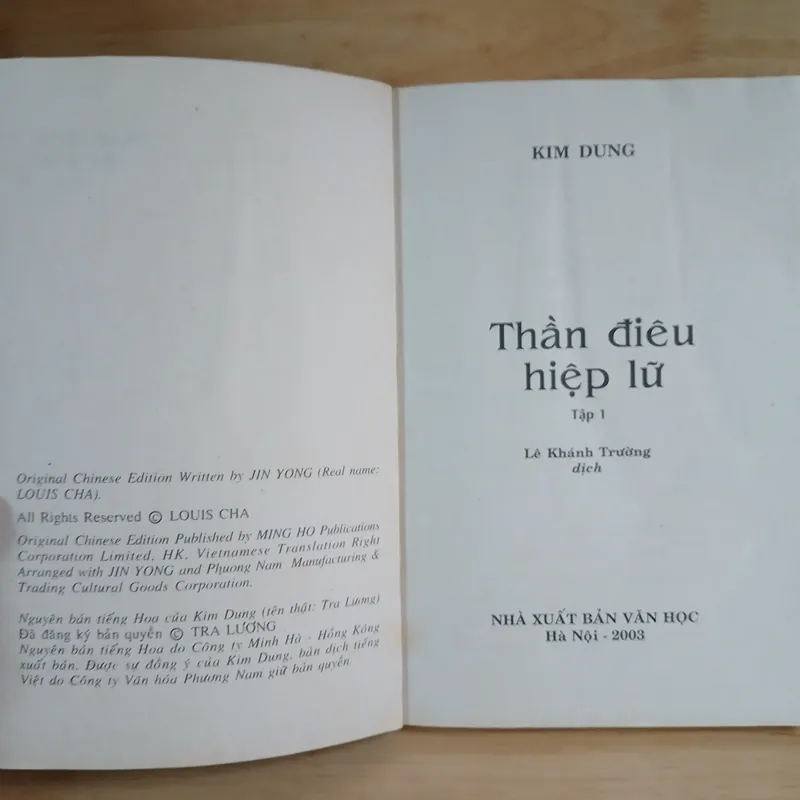 Original Chinese Edition Written by JIN YONG (Real name:
LOUIS CHA).
All Rights Reserved © LOUIS CHA
Original Chinese Edition Published by MING HO Publications
Corporation Limited, HK. Vietnamese Translation Right
Arranged with JIN YONG and Phuong Nam Manufacturing &
Trading Cultural Goods Corporation.
Nguyên bản tiếng Hoa của Kim Dung (tên thật: Tra Lương)
Đã đăng ký bản quyền © TRA LƯƠNG
Nguyên bản tiếng Hoa do Công ty Minh Hà - Hồng Kông
xuất bản. Được sự đồng ý của Kim Dung, bản dịch tiếng
Việt do Công ty Văn hóa Phương Nam giữ bản quyền
KIM DUNG
Thần điêu
hiệp lữ
Tập 1
Lê Khánh Trường
dịch
NHÀ XUẤT BẢN VĂN HỌC
Hà Nội - 2003